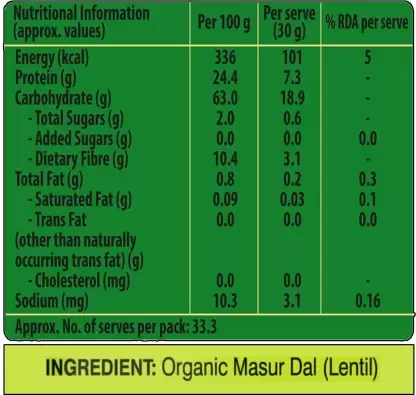 Nutritional Information Per 100 g Per serve % RDA per serve
(approx. values) (30 g)
Energy (kcal) 336 101 5
Protein (g) 24.4 7.3 -
Carbohydrate (g) 63.0 18.9 -
- Total Sugars (g) 2.0 0.6 -
- Added Sugars (g) 0.0 0.0 0.0
- Dietary Fibre (g) 10.4 3.1 -
Total Fat (g) 0.8 0.2 0.3
- Saturated Fat (g) 0.09 0.03 0.1
- Trans Fat 0.0 0.0 0.0
(other than naturally
occurring trans fat) (g)
- Cholesterol (mg) 0.0 0.0 -
Sodium (mg) 10.3 3.1 0.16
Approx. No. of serves per pack: 33.3
INGREDIENT: Organic Masur Dal (Lentil)